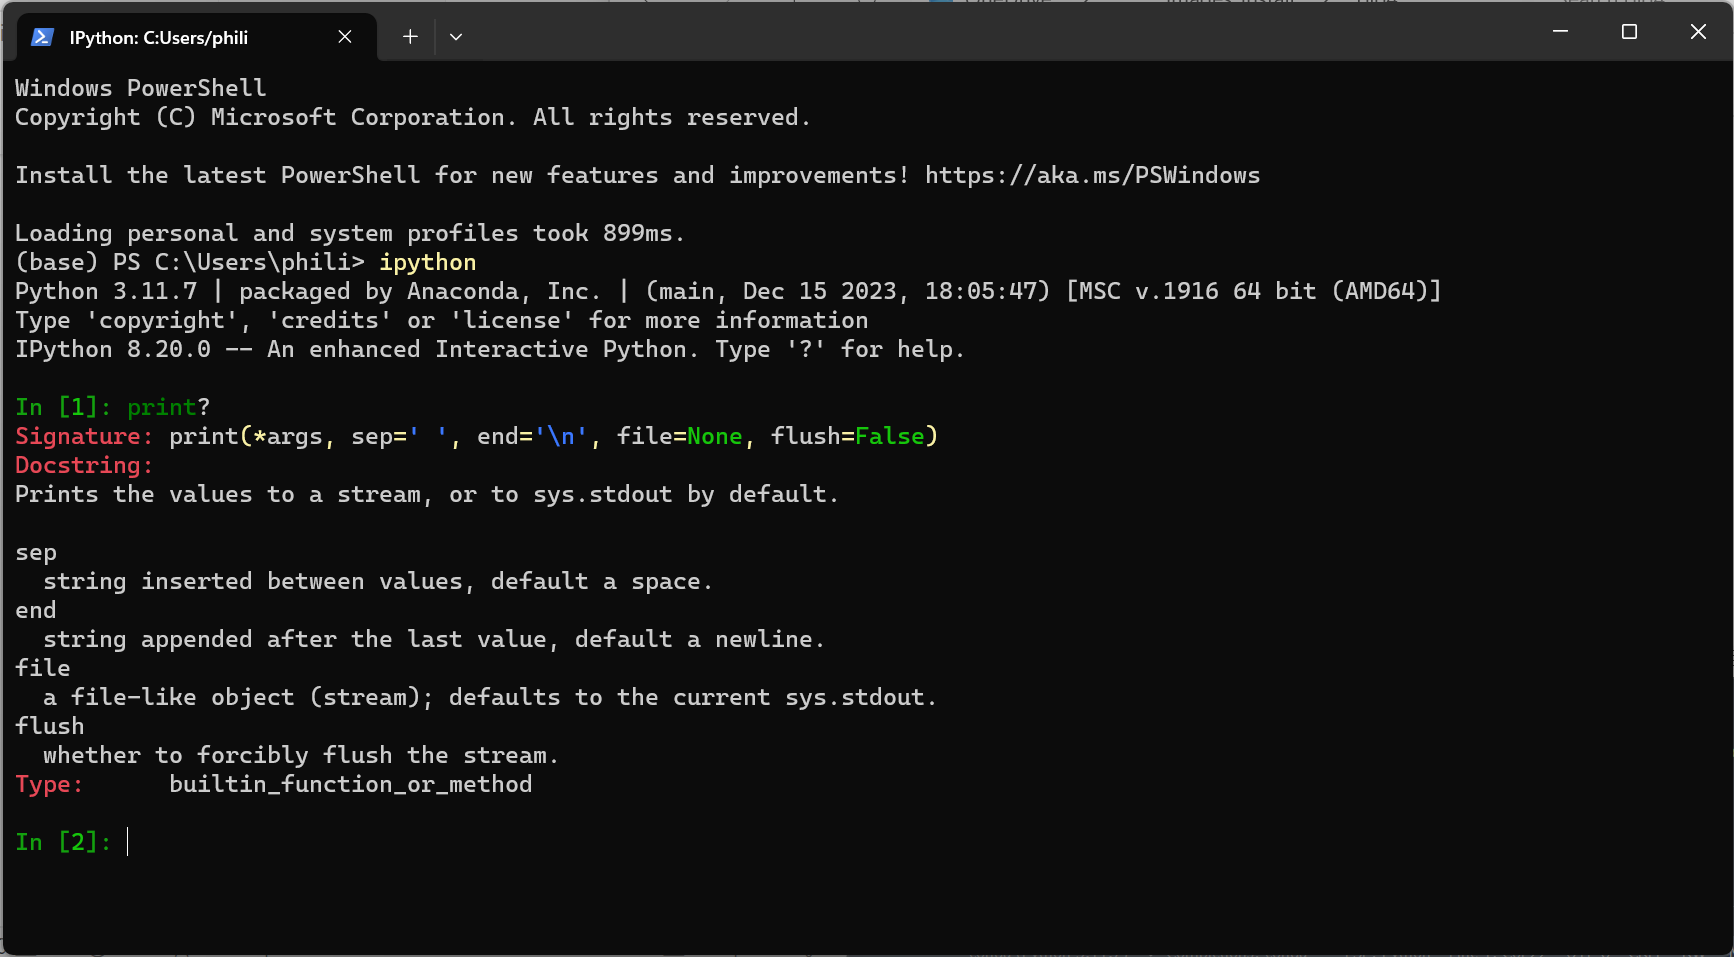 IPython: C:Users/phili
Windows PowerShell
Copyright (C) Microsoft Corporation. All rights reserved.
Install the latest PowerShell for new features and improvements! https://aka.ms/PSWindows
Loading personal and system profiles took 899ms.
(base) PS C:\Users\phili> ipython
Python 3.11.7 | packaged by Anaconda, Inc. | (main, Dec 15 2023, 18:05:47) [MSC v.1916 64 bit (AMD64)]
Type 'copyright', 'credits' or 'license' for more information
IPython 8.20.0 -- An enhanced Interactive Python. Type '?' for help.
In [1]: print?
Signature: print(*args, sep=' ', end='\n', file=None, flush=False)
Docstring:
Prints the values to a stream, or to sys.stdout by default.
sep
  string inserted between values, default a space.
end
  string appended after the last value, default a newline.
file
  a file-like object (stream); defaults to the current sys.stdout.
flush
  whether to forcibly flush the stream.
Type:      builtin_function_or_method
In [2]: